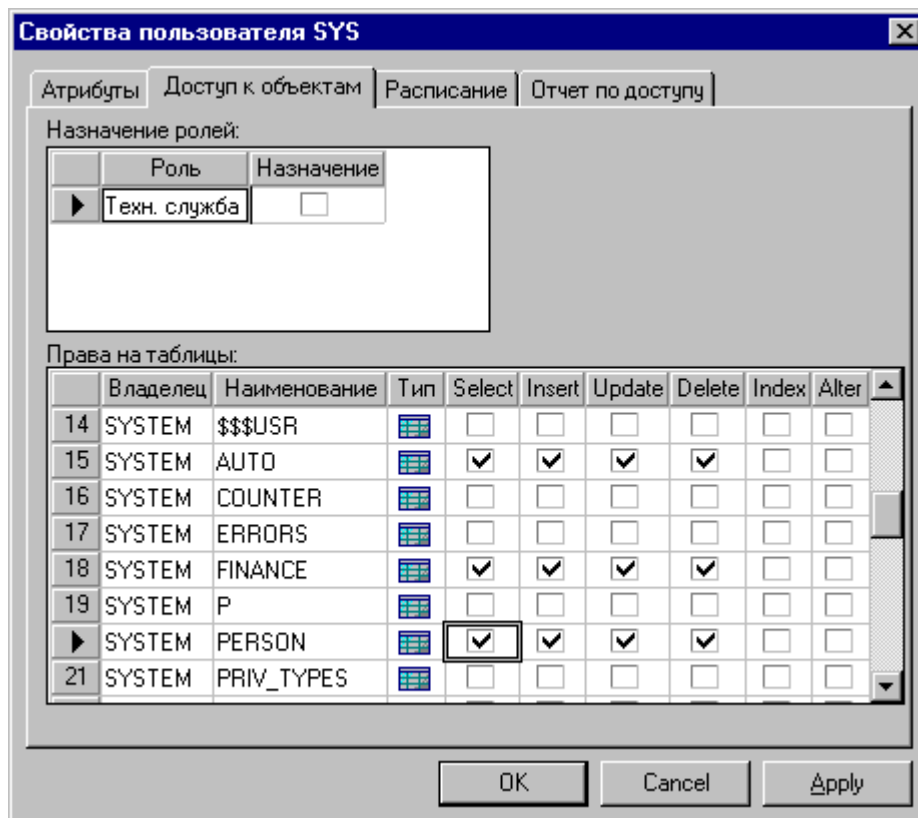 Свойства пользователя SYS
Атрибуты Доступ к объектам Расписание Отчет по доступу
Назначение ролей:
Роль Назначение
Техн. служба
Права на таблицы:
Владелец Наименование Тип Select Insert Update Delete Index Alter
14 SYSTEM $$$USR
15 SYSTEM AUTO
16 SYSTEM COUNTER
17 SYSTEM ERRORS
18 SYSTEM FINANCE
19 SYSTEM P
SYSTEM PERSON
21 SYSTEM PRIV_TYPES
OK Cancel Apply